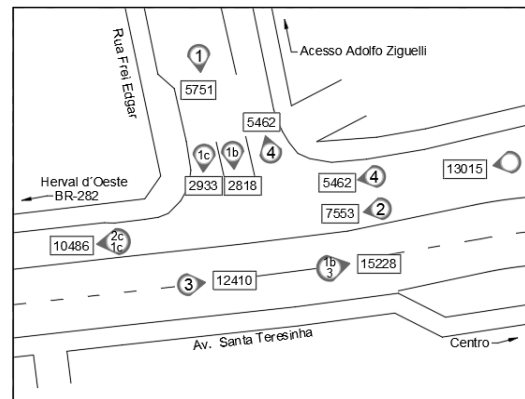 Rua Frei Edgar
1
5751
Acesso Adolfo Ziguelli
5462
4
1c
1b
2933
2818
13015
5462
4
7553
2
Herval d´Oeste
BR-282
10486
2c
1c
3
12410
1b
3
15228
Av. Santa Teresinha
Centro